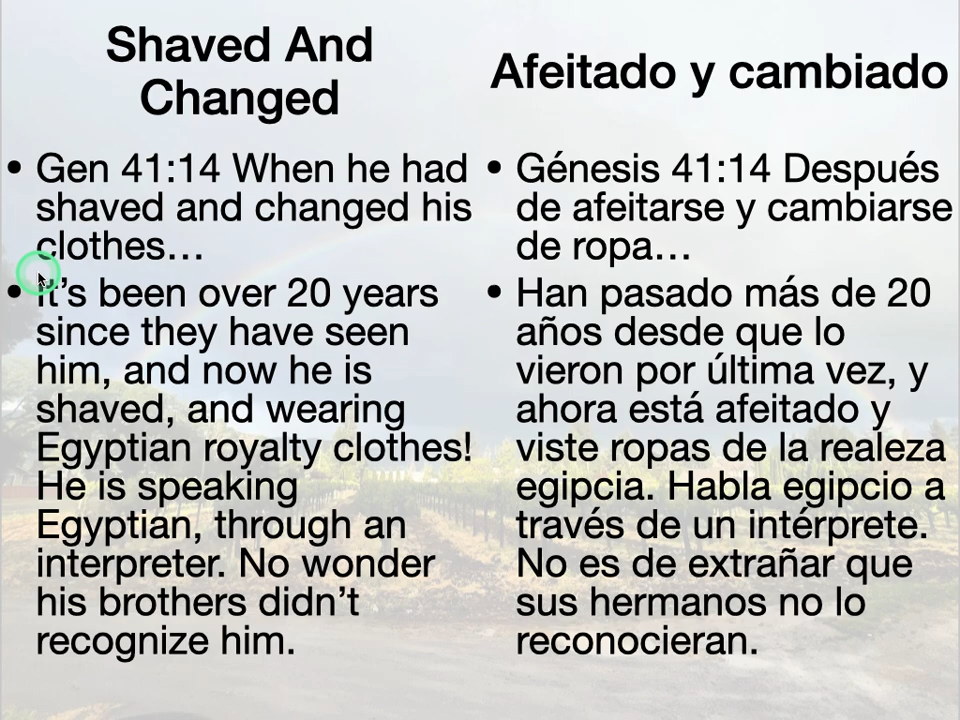 Shaved And
Changed
• Gen 41:14 When he had
shaved and changed his
clothes…
• It’s been over 20 years
since they have seen
him, and now he is
shaved, and wearing
Egyptian royalty clothes!
He is speaking
Egyptian, through an
interpreter. No wonder
his brothers didn’t
recognize him.
Afeitado y cambiado
• Génesis 41:14 Después
de afeitarse y cambiarse
de ropa…
• Han pasado más de 20
años desde que lo
vieron por última vez, y
ahora está afeitado y
viste ropas de la realeza
egipcia. Habla egipcio a
través de un intérprete.
No es de extrañar que
sus hermanos no lo
reconocieran.